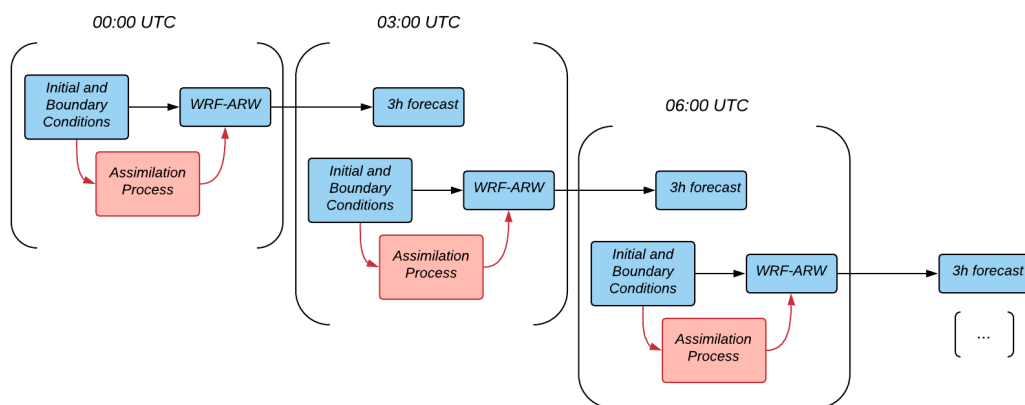 00:00 UTC
03:00 UTC
Initial and
Boundary
Conditions
WRF-ARW
3h forecast
Assimilation
Process
06:00 UTC
Initial and
Boundary
Conditions
WRF-ARW
3h forecast
Assimilation
Process
Initial and
Boundary
Conditions
WRF-ARW
3h forecast
Assimilation
Process
...